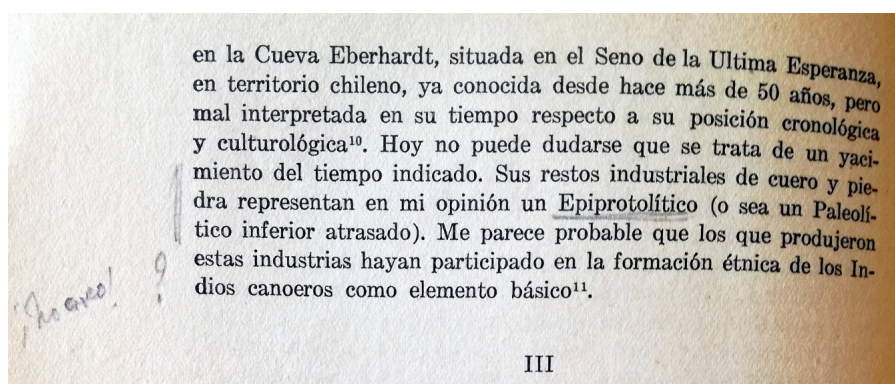 en la Cueva Eberhardt, situada en el Seno de la Ultima Esperanza,
en territorio chileno, ya conocida desde hace más de 50 años, pero
mal interpretada en su tiempo respecto a su posición cronológica
y culturológica¹⁰. Hoy no puede dudarse que se trata de un yaci-
miento del tiempo indicado. Sus restos industriales de cuero y pie-
dra representan en mi opinión un Epiprotolítico (o sea un Paleolí-
tico inferior atrasado). Me parece probable que los que produjeron
estas industrias hayan participado en la formación étnica de los In-
dios canoeros como elemento básico¹¹.
¡no creo! ?
III